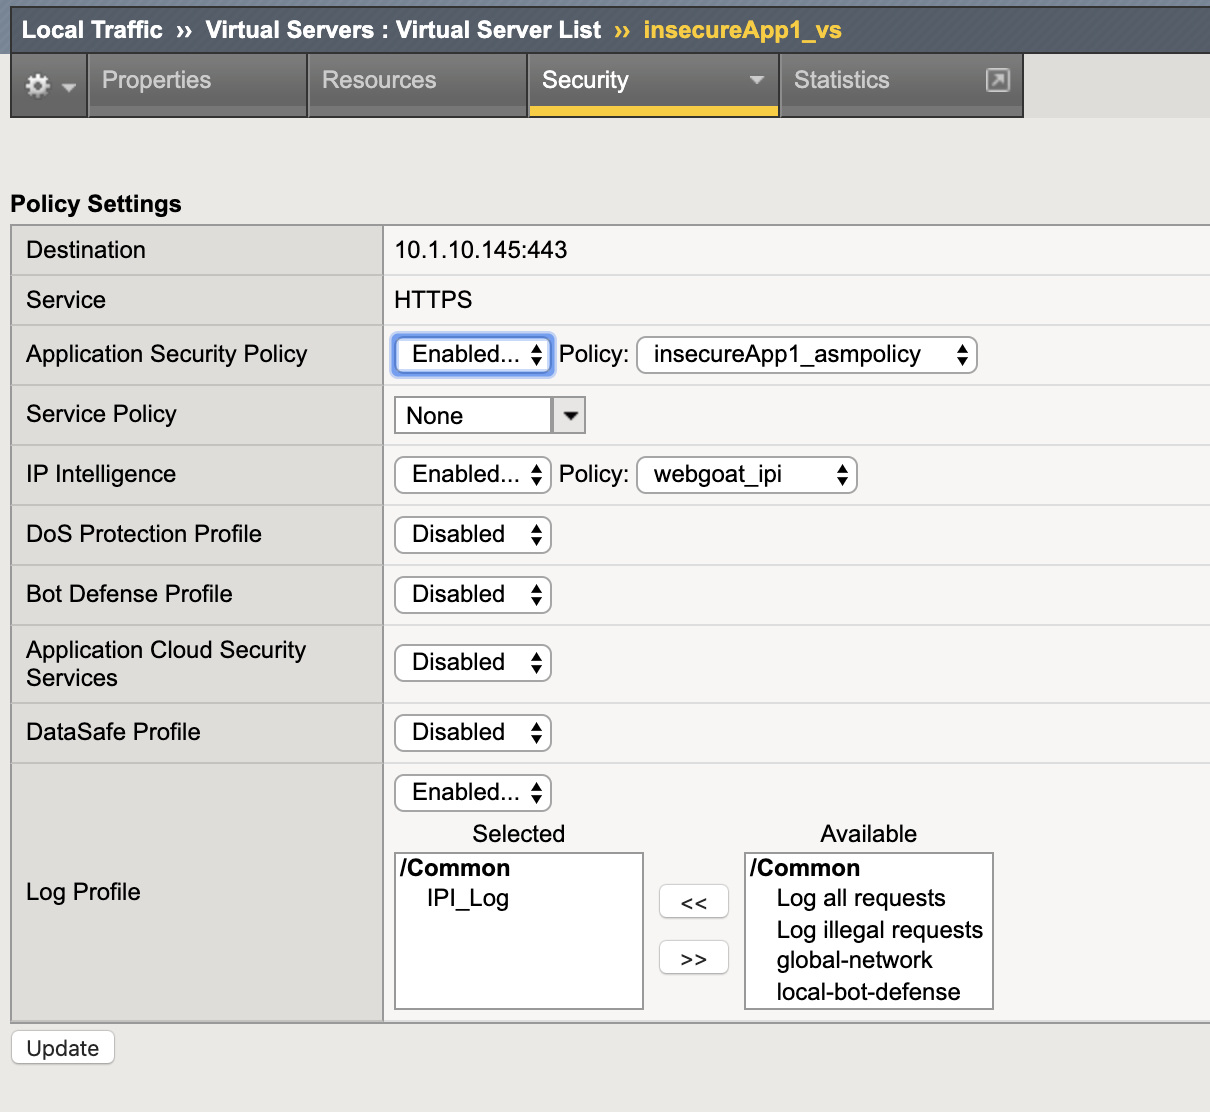 Local Traffic ›› Virtual Servers : Virtual Server List ›› insecureApp1_vs
Properties Resources Security Statistics
Policy Settings
Destination 10.1.10.145:443
Service HTTPS
Application Security Policy Enabled... Policy: insecureApp1_asmpolicy
Service Policy None
IP Intelligence Enabled... Policy: webgoat_ipi
DoS Protection Profile Disabled
Bot Defense Profile Disabled
Application Cloud Security
Services Disabled
DataSafe Profile Disabled
Log Profile Enabled...
Selected Available
/Common /Common
IPI_Log Log all requests
<< Log illegal requests
>> global-network
local-bot-defense
Update